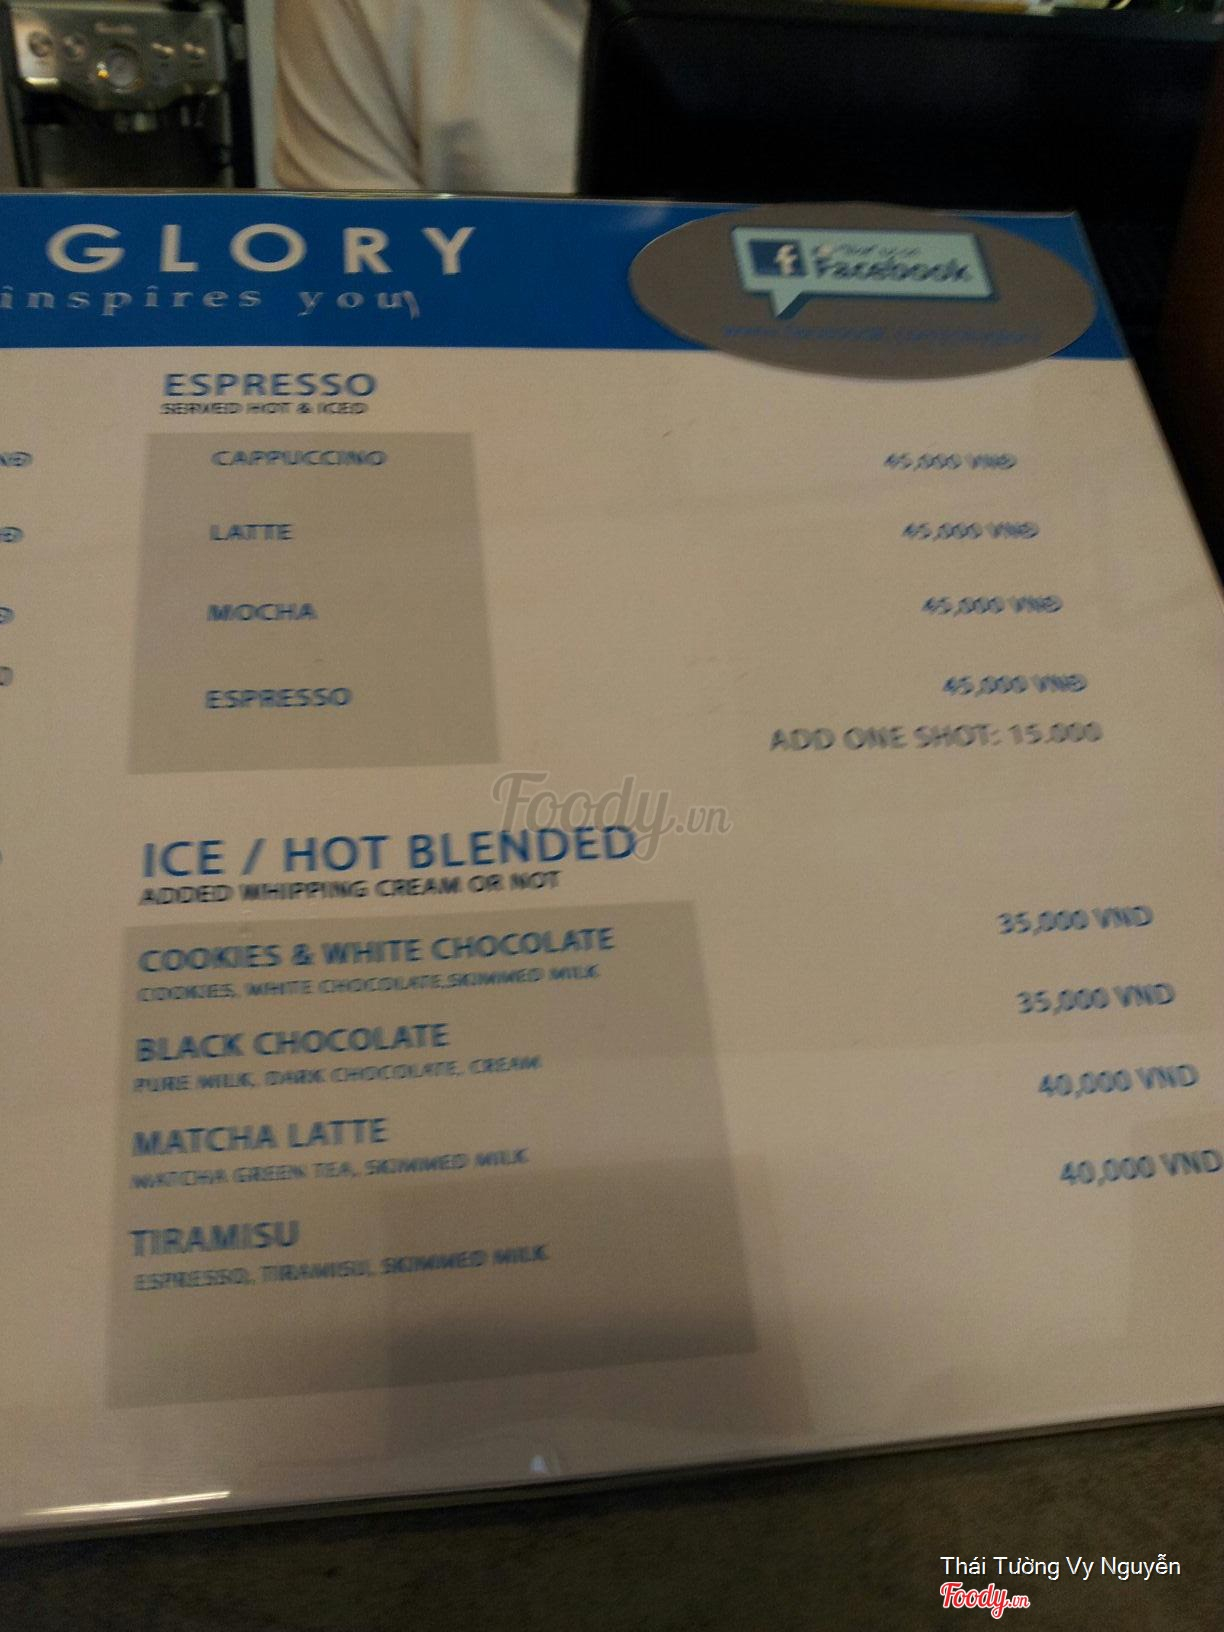 GLORY
inspires you
Facebook
ESPRESSO
SERVED HOT & ICED
CAPPUCCINO 45,000 VNĐ
LATTE 45,000 VNĐ
MOCHA 45,000 VNĐ
ESPRESSO 45,000 VNĐ
ADD ONE SHOT: 15.000
Foody.vn
ICE / HOT BLENDED
ADDED WHIPPING CREAM OR NOT
COOKIES & WHITE CHOCOLATE 35,000 VND
COOKIES, WHITE CHOCOLATE,SKIMMED MILK
BLACK CHOCOLATE 35,000 VND
PURE MILK, DARK CHOCOLATE, CREAM
MATCHA LATTE 40,000 VND
MATCHA GREEN TEA, SKIMMED MILK
TIRAMISU 40,000 VND
ESPRESSO, TIRAMISU, SKIMMED MILK
Thái Tường Vy Nguyễn
Foody.vn